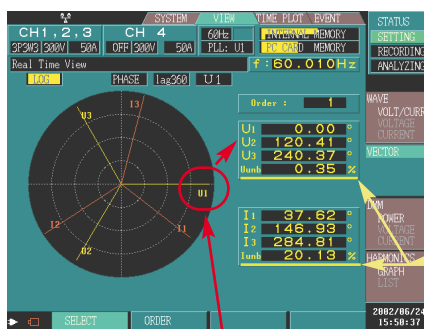 SYSTEM VIEW TIME PLOT EVENT STATUS
CH1,2,3 CH 4 60Hz INTERNAL MEMORY SETTING
3P3W3 300V 50A OFF 300V 50A PLL: U1 PC CARD MEMORY RECORDING
Real Time View f:60.010Hz ANALYZING
LOG PHASE lag360 U1
Order : 1
WAVE
VOLT/CURR
VOLTAGE
CURRENT
VECTOR
U1 0.00 °
U2 120.41 °
U3 240.37 °
Uunb 0.35 %
I3
U3
U1
I1
I2
U2
I1 37.62 °
I2 146.93 °
I3 284.81 °
Iunb 20.13 %
DMM
POWER
VOLTAGE
CURRENT
HARMONICS
GRAPH
LIST
SELECT ORDER
2002/06/24
15:50:37